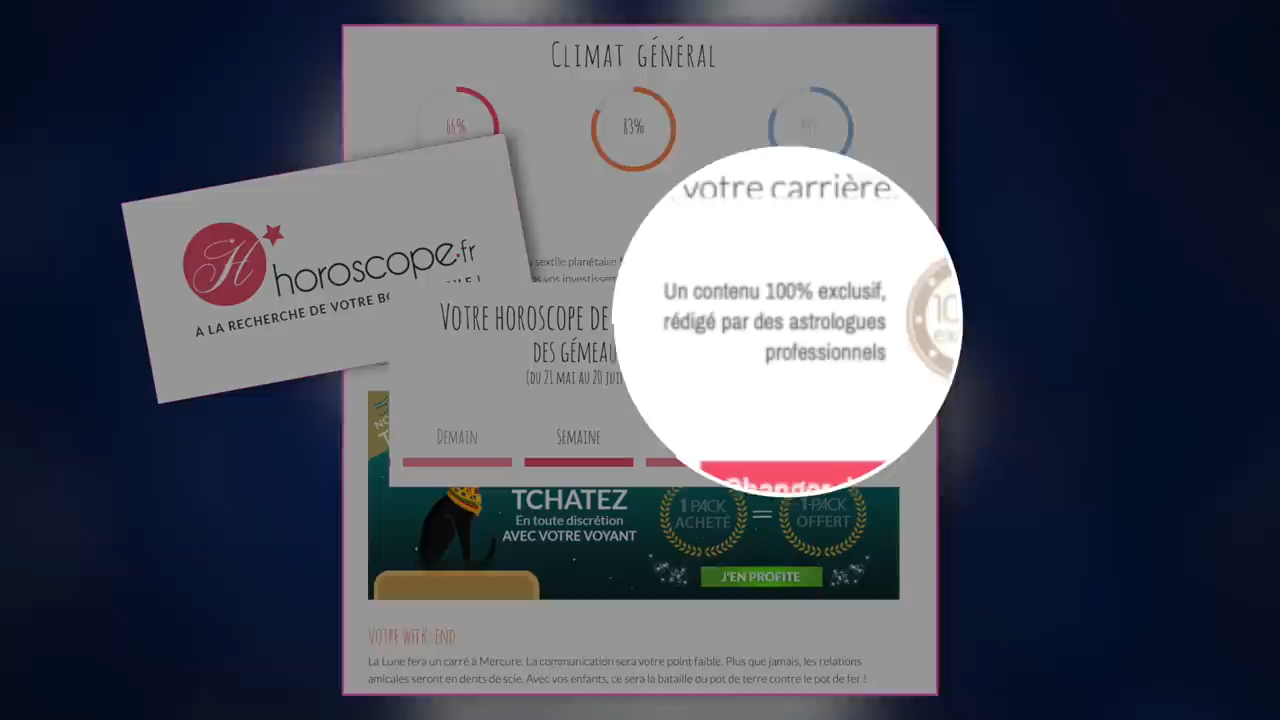 CLIMAT GÉNÉRAL
66%
83%
H
horoscope.fr
A LA RECHERCHE DE VOTRE
sextile planétaire
vos
VOTRE HOROSCOPE DE
DES
(DU 21 MAI AU 20
DEMAIN
SEMAINE
votre carrière.
Un contenu 100% exclusif,
rédigé par des astrologues
professionnels
TCHATEZ
En toute discrétion
AVEC VOTRE VOYANT
1 PACK
ACHETÉ
=
1 PACK
OFFERT
J'EN PROFITE
VOTRE WEEK-END
La Lune fera un carré à Mercure. La communication sera votre point faible. Plus que jamais, les relations
amicales seront en dents de scie. Avec vos enfants, ce sera la bataille du pot de terre contre le pot de fer !